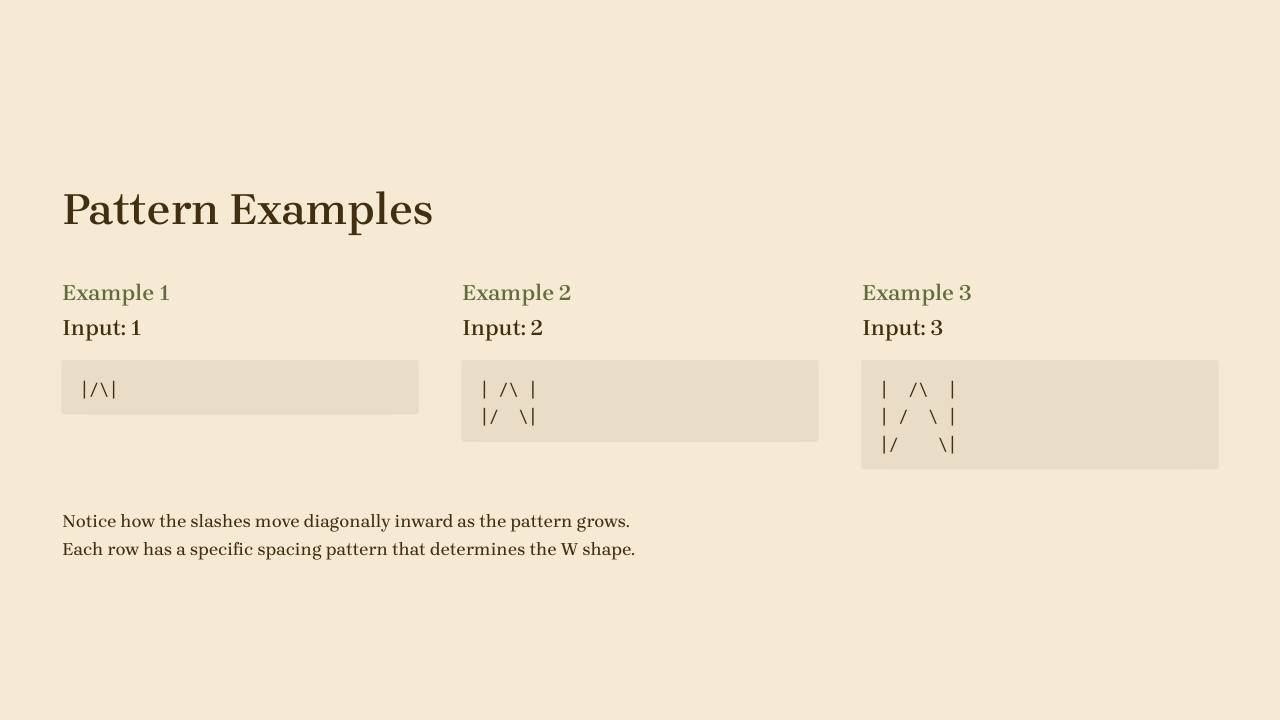 Pattern Examples
Example 1
Input: 1
|/\|
Example 2
Input: 2
| /\ |
|/  \|
Example 3
Input: 3
|  /\  |
| /  \ |
|/    \|
Notice how the slashes move diagonally inward as the pattern grows.
Each row has a specific spacing pattern that determines the W shape.